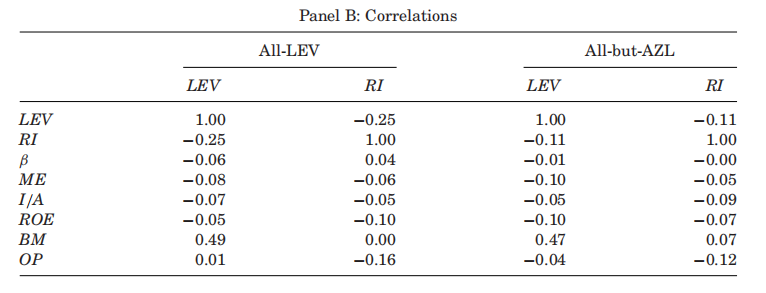 Panel B: Correlations
All-LEV All-but-AZL
LEV RI LEV RI
LEV 1.00 −0.25 1.00 −0.11
RI −0.25 1.00 −0.11 1.00
β −0.06 0.04 −0.01 −0.00
ME −0.08 −0.06 −0.10 −0.05
I/A −0.07 −0.05 −0.05 −0.09
ROE −0.05 −0.10 −0.10 −0.07
BM 0.49 0.00 0.47 0.07
OP 0.01 −0.16 −0.04 −0.12